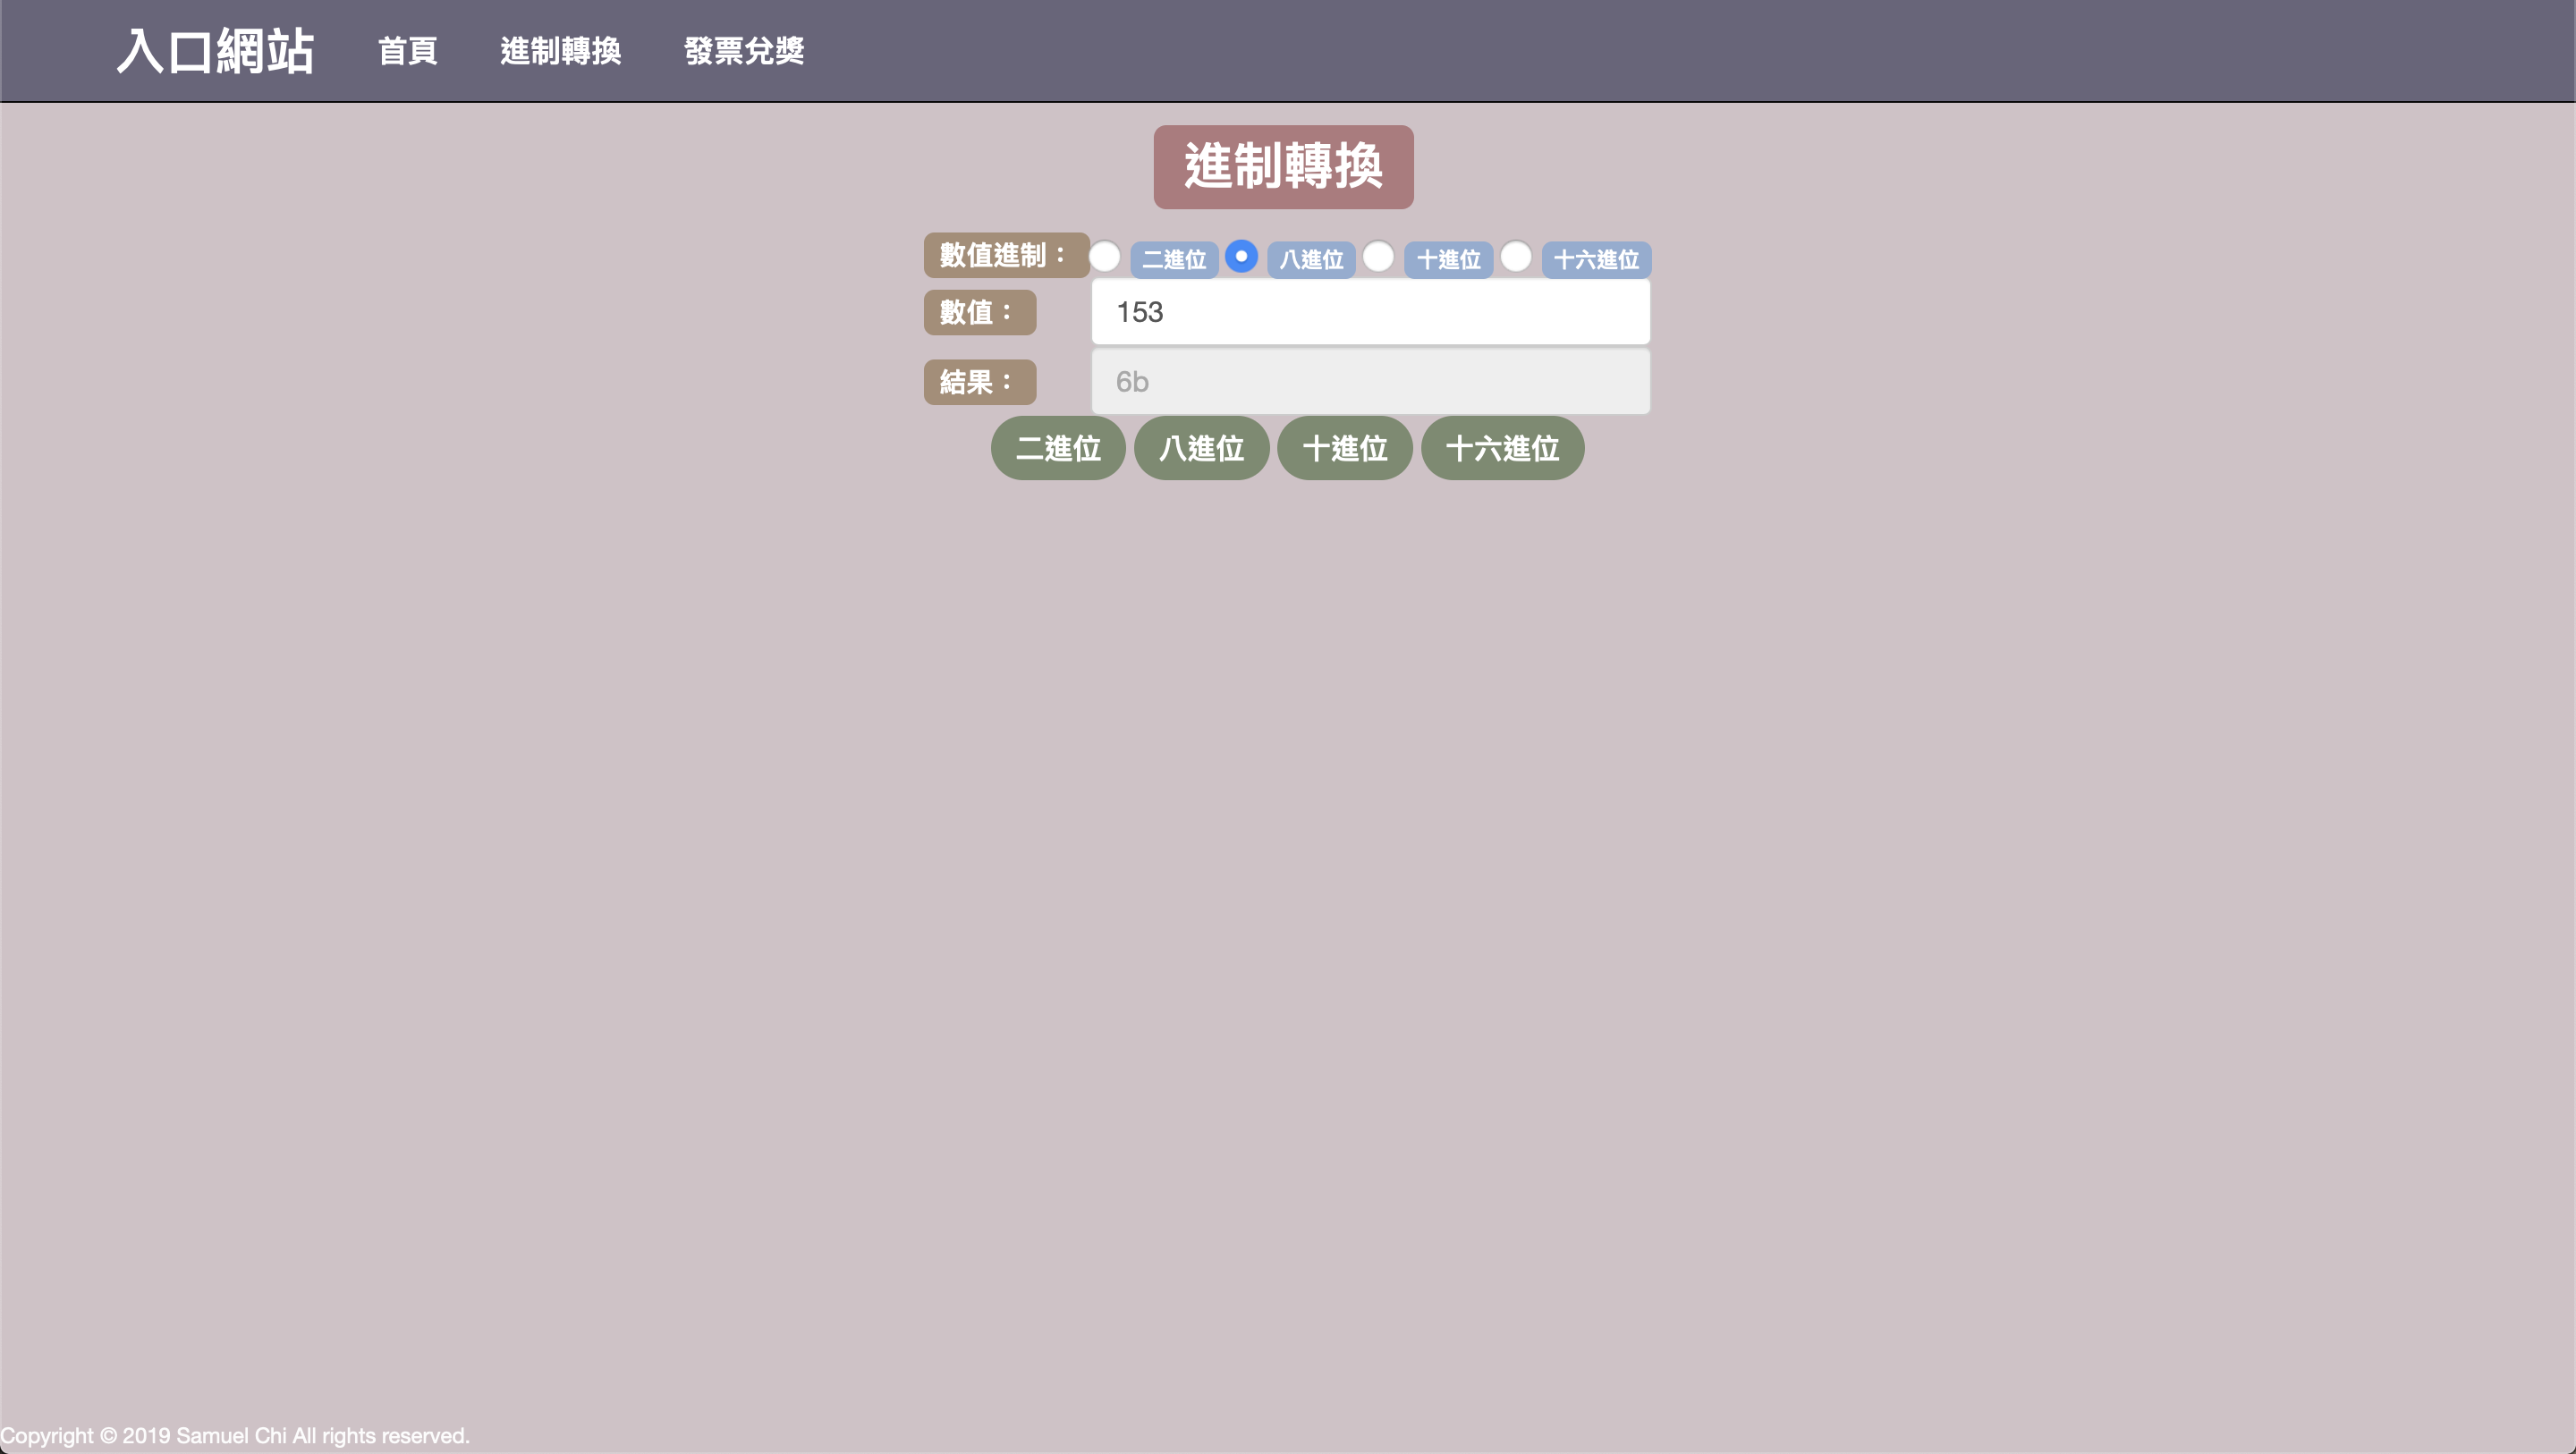 入口網站 首頁 進制轉換 發票兌獎
進制轉換
數值進制： 二進位 八進位 十進位 十六進位
數值： 153
結果： 6b
二進位 八進位 十進位 十六進位
Copyright © 2019 Samuel Chi All rights reserved.